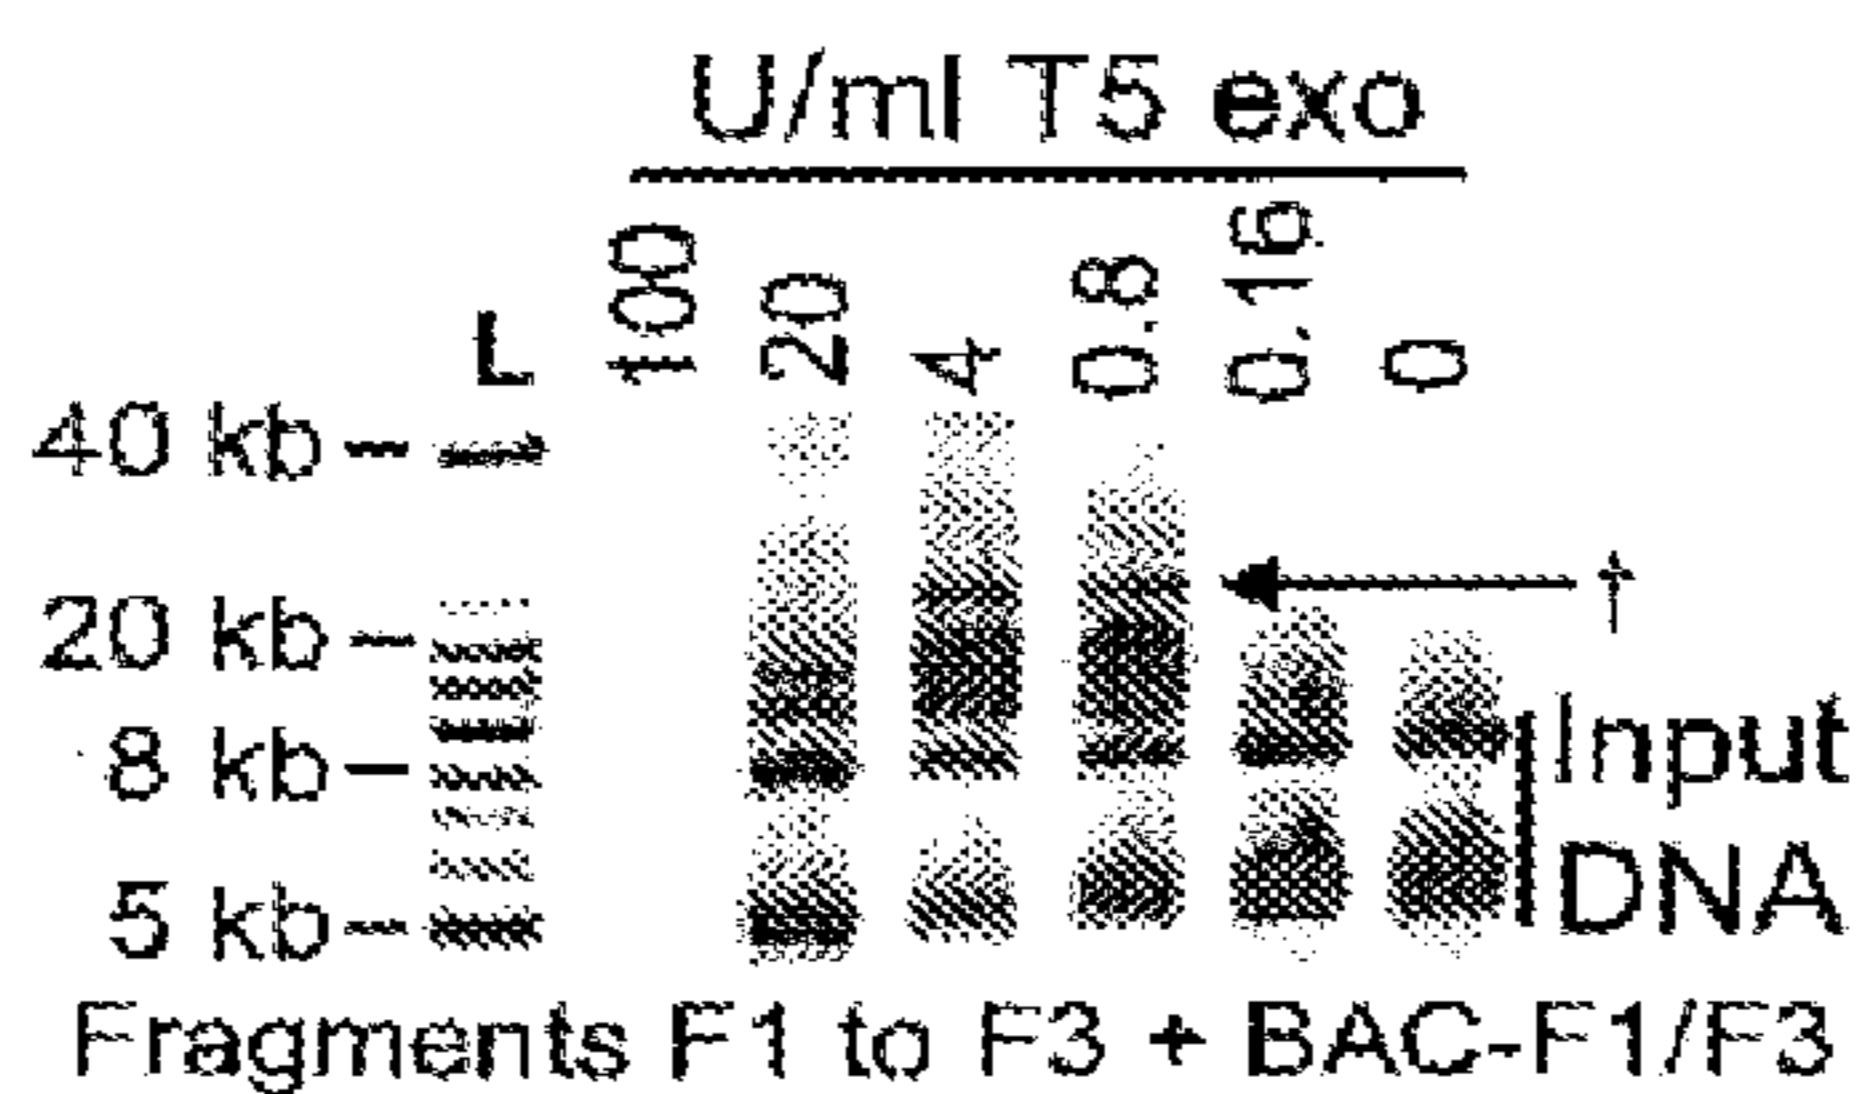 U/ml T5 exo
L 100 20 4 0.8 0.16 0
40 kb
20 kb
†
8 kb
Input
DNA
5 kb
Fragments F1 to F3 + BAC-F1/F3